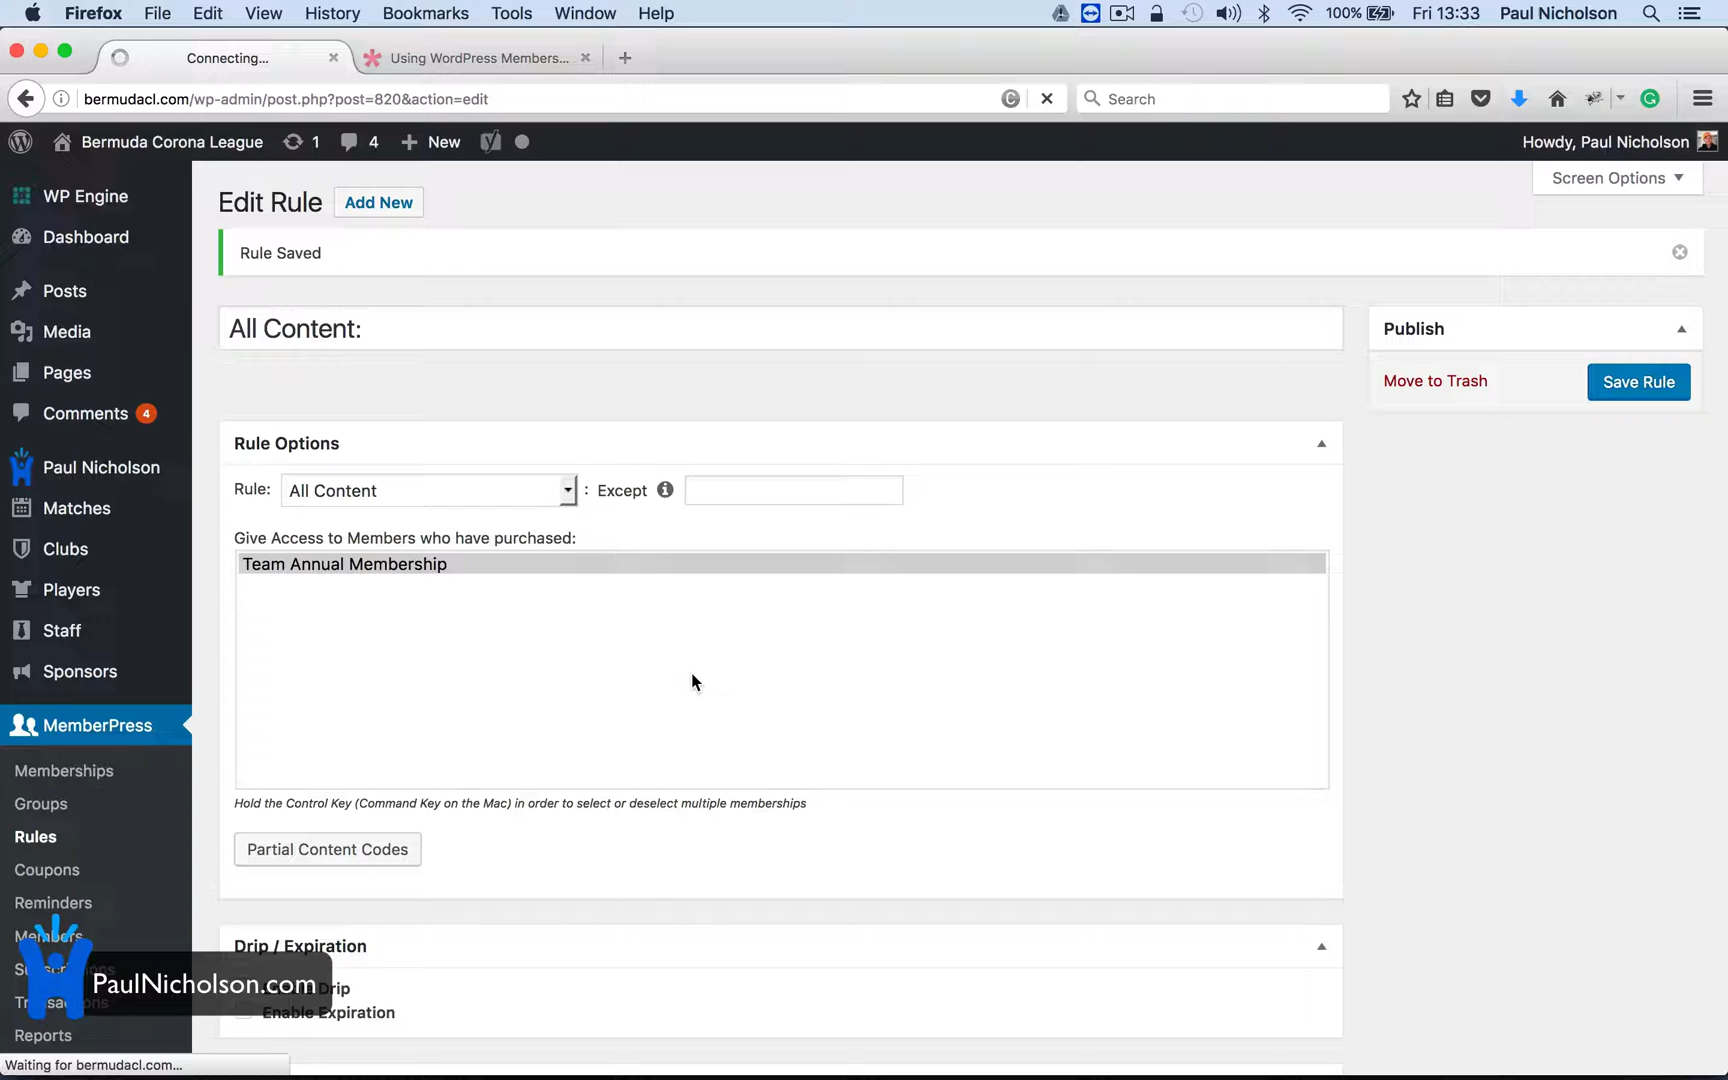 Firefox File Edit View History Bookmarks Tools Window Help 100% Fri 13:33 Paul Nicholson
Connecting... Using WordPress Members...
bermudacl.com/wp-admin/post.php?post=820&action=edit Search
Bermuda Corona League 1 4 New Howdy, Paul Nicholson
Screen Options
WP Engine
Dashboard
Posts
Media
Pages
Comments 4
Paul Nicholson
Matches
Clubs
Players
Staff
Sponsors
MemberPress
Memberships
Groups
Rules
Coupons
Reminders
Members
Reports
Edit Rule Add New
Rule Saved
All Content:
Publish
Move to Trash Save Rule
Rule Options
Rule: All Content : Except
Give Access to Members who have purchased:
Team Annual Membership
Hold the Control Key (Command Key on the Mac) in order to select or deselect multiple memberships
Partial Content Codes
Drip / Expiration
Drip
Enable Expiration
PaulNicholson.com
Waiting for bermudacl.com...